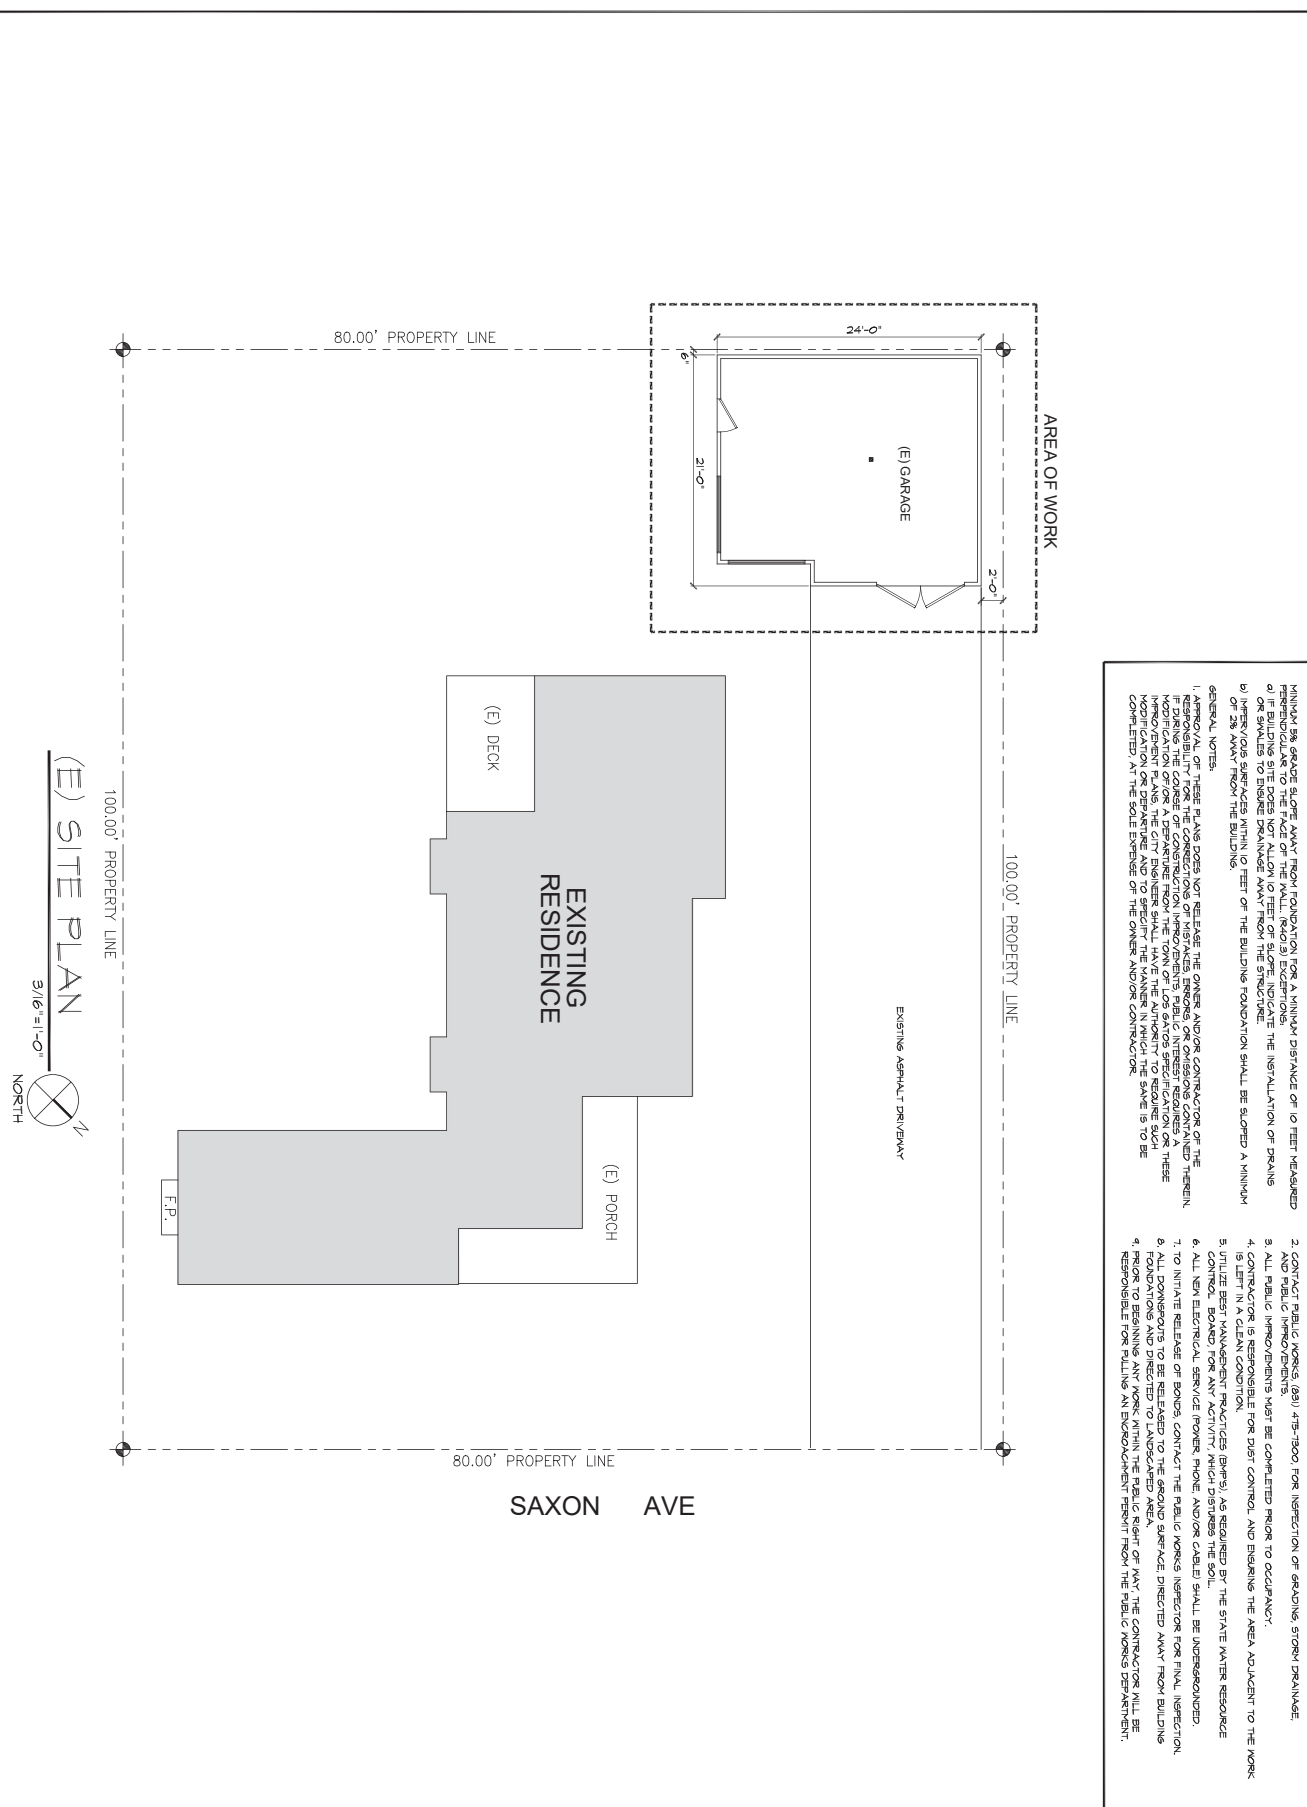 80.00' PROPERTY LINE
24'-0"
6"
AREA OF WORK
(E) GARAGE
21'-0"
2'-0"
(E) DECK
EXISTING
RESIDENCE
100.00' PROPERTY LINE
100.00' PROPERTY LINE
EXISTING ASPHALT DRIVEWAY
(E) PORCH
F.P.
80.00' PROPERTY LINE
SAXON AVE
(E) SITE PLAN
3/16"=1'-0"
N
NORTH
MINIMUM 5% GRADE SLOPE AWAY FROM FOUNDATION FOR A MINIMUM DISTANCE OF 10 FEET MEASURED
PERPENDICULAR TO THE FACE OF THE WALL. (R401.3) EXCEPTIONS:
a) IF BUILDING SITE DOES NOT ALLOW 10 FEET OF SLOPE, INDICATE THE INSTALLATION OF DRAINS
OR SWALES TO ENSURE DRAINAGE AWAY FROM THE STRUCTURE.
b) IMPERVIOUS SURFACES WITHIN 10 FEET OF THE BUILDING FOUNDATION SHALL BE SLOPED A MINIMUM
OF 2% AWAY FROM THE BUILDING.
GENERAL NOTES:
1. APPROVAL OF THESE PLANS DOES NOT RELEASE THE OWNER AND/OR CONTRACTOR OF THE
RESPONSIBILITY FOR THE CORRECTIONS OF MISTAKES, ERRORS, OR OMISSIONS CONTAINED THEREIN.
IF DURING THE COURSE OF CONSTRUCTION IMPROVEMENTS, PUBLIC INTEREST REQUIRES A
MODIFICATION OF/OR A DEPARTURE FROM THE TOWN OF LOS GATOS SPECIFICATION OR THESE
IMPROVEMENT PLANS, THE CITY ENGINEER SHALL HAVE THE AUTHORITY TO REQUIRE SUCH
MODIFICATION OR DEPARTURE AND TO SPECIFY THE MANNER IN WHICH THE SAME IS TO BE
COMPLETED, AT THE SOLE EXPENSE OF THE OWNER AND/OR CONTRACTOR.
2. CONTACT PUBLIC WORKS, (831) 475-7300, FOR INSPECTION OF GRADING, STORM DRAINAGE,
AND PUBLIC IMPROVEMENTS.
3. ALL PUBLIC IMPROVEMENTS MUST BE COMPLETED PRIOR TO OCCUPANCY.
4. CONTRACTOR IS RESPONSIBLE FOR DUST CONTROL AND ENSURING THE AREA ADJACENT TO THE WORK
IS LEFT IN A CLEAN CONDITION.
5. UTILIZE BEST MANAGEMENT PRACTICES (BMP'S), AS REQUIRED BY THE STATE WATER RESOURCE
CONTROL BOARD, FOR ANY ACTIVITY, WHICH DISTURBS THE SOIL.
6. ALL NEW ELECTRICAL SERVICE (POWER, PHONE, AND/OR CABLE) SHALL BE UNDERGROUNDED.
7. TO INITIATE RELEASE OF BONDS, CONTACT THE PUBLIC WORKS INSPECTOR FOR FINAL INSPECTION.
8. ALL DOWNSPOUTS TO BE RELEASED TO THE GROUND SURFACE, DIRECTED AWAY FROM BUILDING
FOUNDATIONS AND DIRECTED TO LANDSCAPED AREA.
9. PRIOR TO BEGINNING ANY WORK WITHIN THE PUBLIC RIGHT OF WAY, THE CONTRACTOR WILL BE
RESPONSIBLE FOR PULLING AN ENCROACHMENT PERMIT FROM THE PUBLIC WORKS DEPARTMENT.